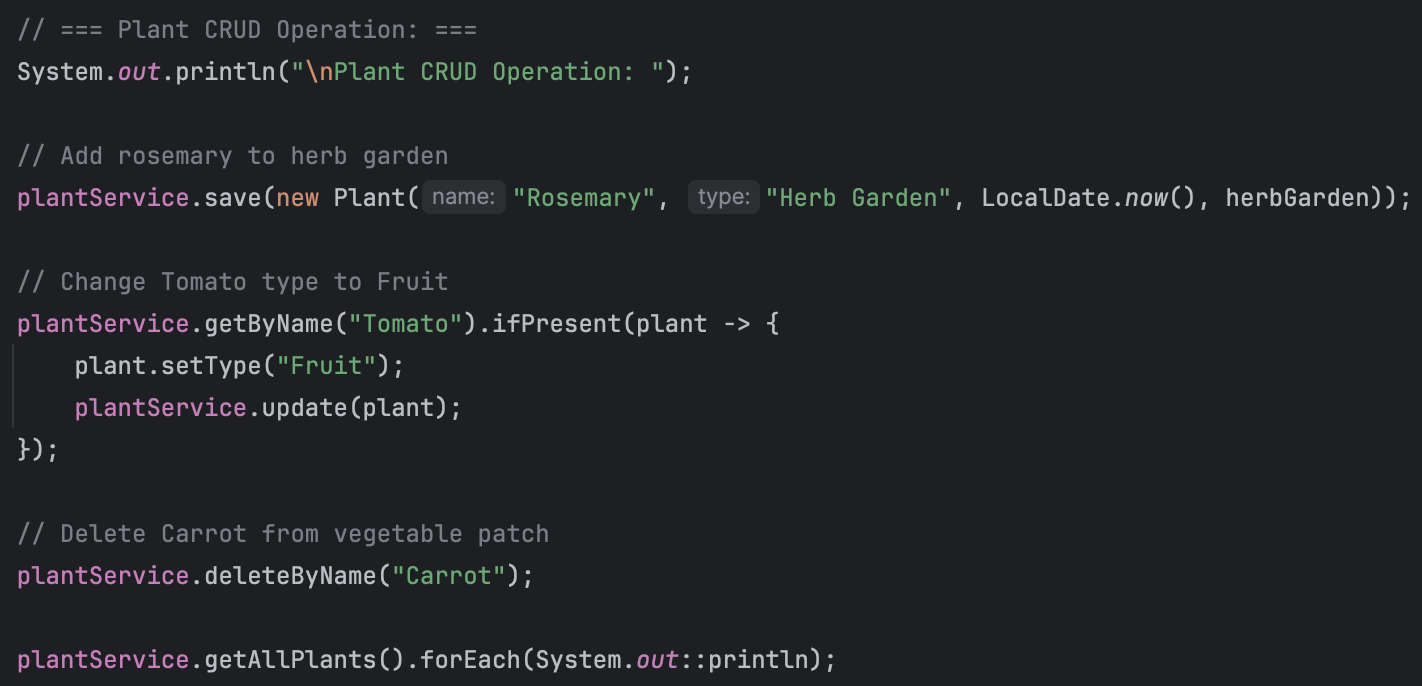 // === Plant CRUD Operation: ===
System.out.println("\nPlant CRUD Operation: ");
// Add rosemary to herb garden
plantService.save(new Plant( name: "Rosemary", type: "Herb Garden", LocalDate.now(), herbGarden));
// Change Tomato type to Fruit
plantService.getByName("Tomato").ifPresent(plant -> {
    plant.setType("Fruit");
    plantService.update(plant);
});
// Delete Carrot from vegetable patch
plantService.deleteByName("Carrot");
plantService.getAllPlants().forEach(System.out::println);